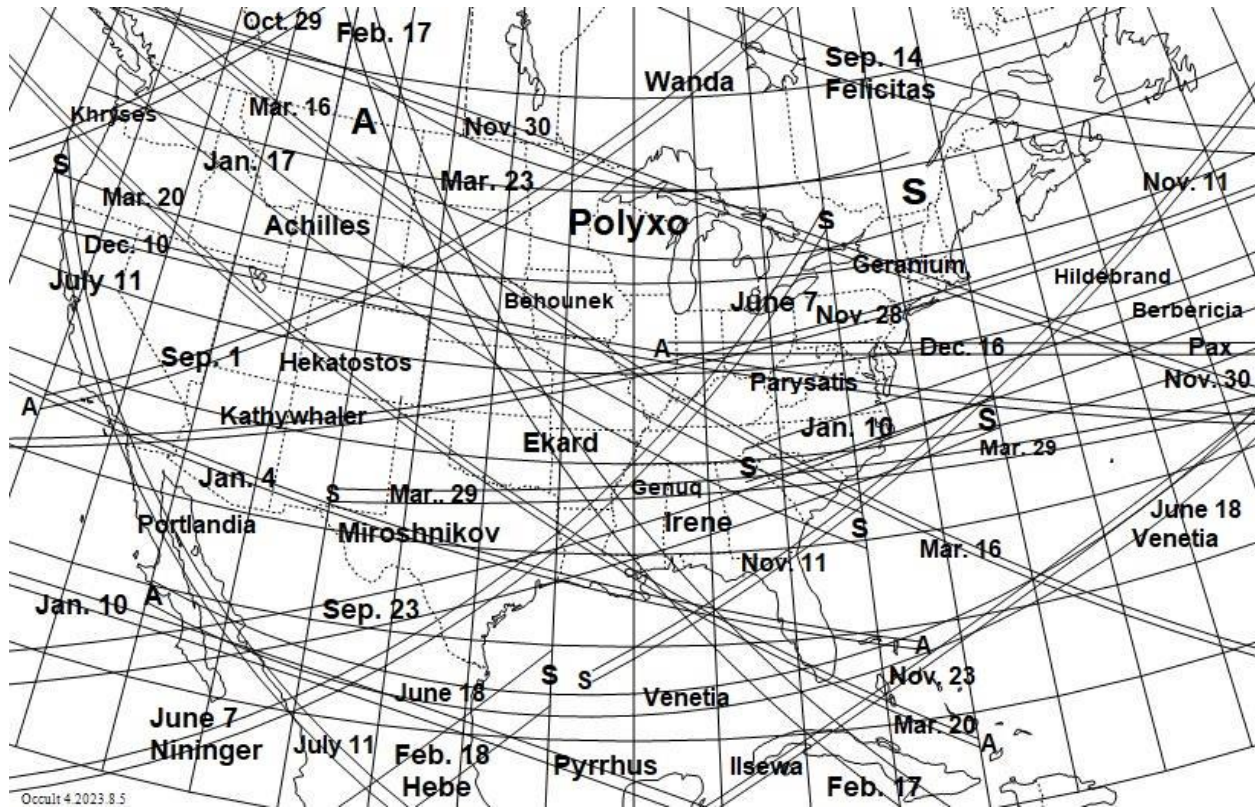 Oct. 29
Feb. 17
Sep. 14
Wanda
Felicitas
Khryses
Mar. 16
A
Nov. 30
S
Jan. 17
Mar. 23
S
Nov. 11
Mar. 20
Achilles
Polyxo
S
Dec. 10
Geranium
July 11
Hildebrand
Behounek
June 7
Nov. 28
Berbericia
Sep. 1
Hekatostos
A
Dec. 16
Pax
Parysatis
Nov. 30
A
Kathywhaler
Ekard
Jan. 10
S
Mar. 29
Jan. 4
S
Mar.. 29
Genuq
S
Portlandia
Miroshnikov
Irene
S
June 18
Venetia
Nov. 11
Mar. 16
Jan. 10
A
Sep. 23
A
Nov. 23
June 18
S
S
Venetia
June 7
Nininger
July 11
Feb. 18
Hebe
Pyrrhus
Ilsewa
Mar. 20
A
Feb. 17
Occult 4.2023.8.5